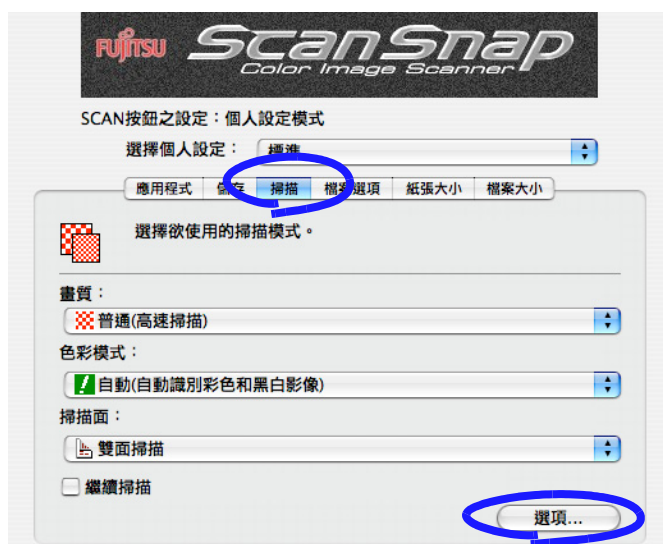 FUJITSU ScanSnap
Color Image Scanner
SCAN按鈕之設定：個人設定模式
選擇個人設定： 標準
應用程式 儲存 掃描 檔案選項 紙張大小 檔案大小
選擇欲使用的掃描模式。
畫質：
普通(高速掃描)
色彩模式：
自動(自動識別彩色和黑白影像)
掃描面：
雙面掃描
繼續掃描
選項...